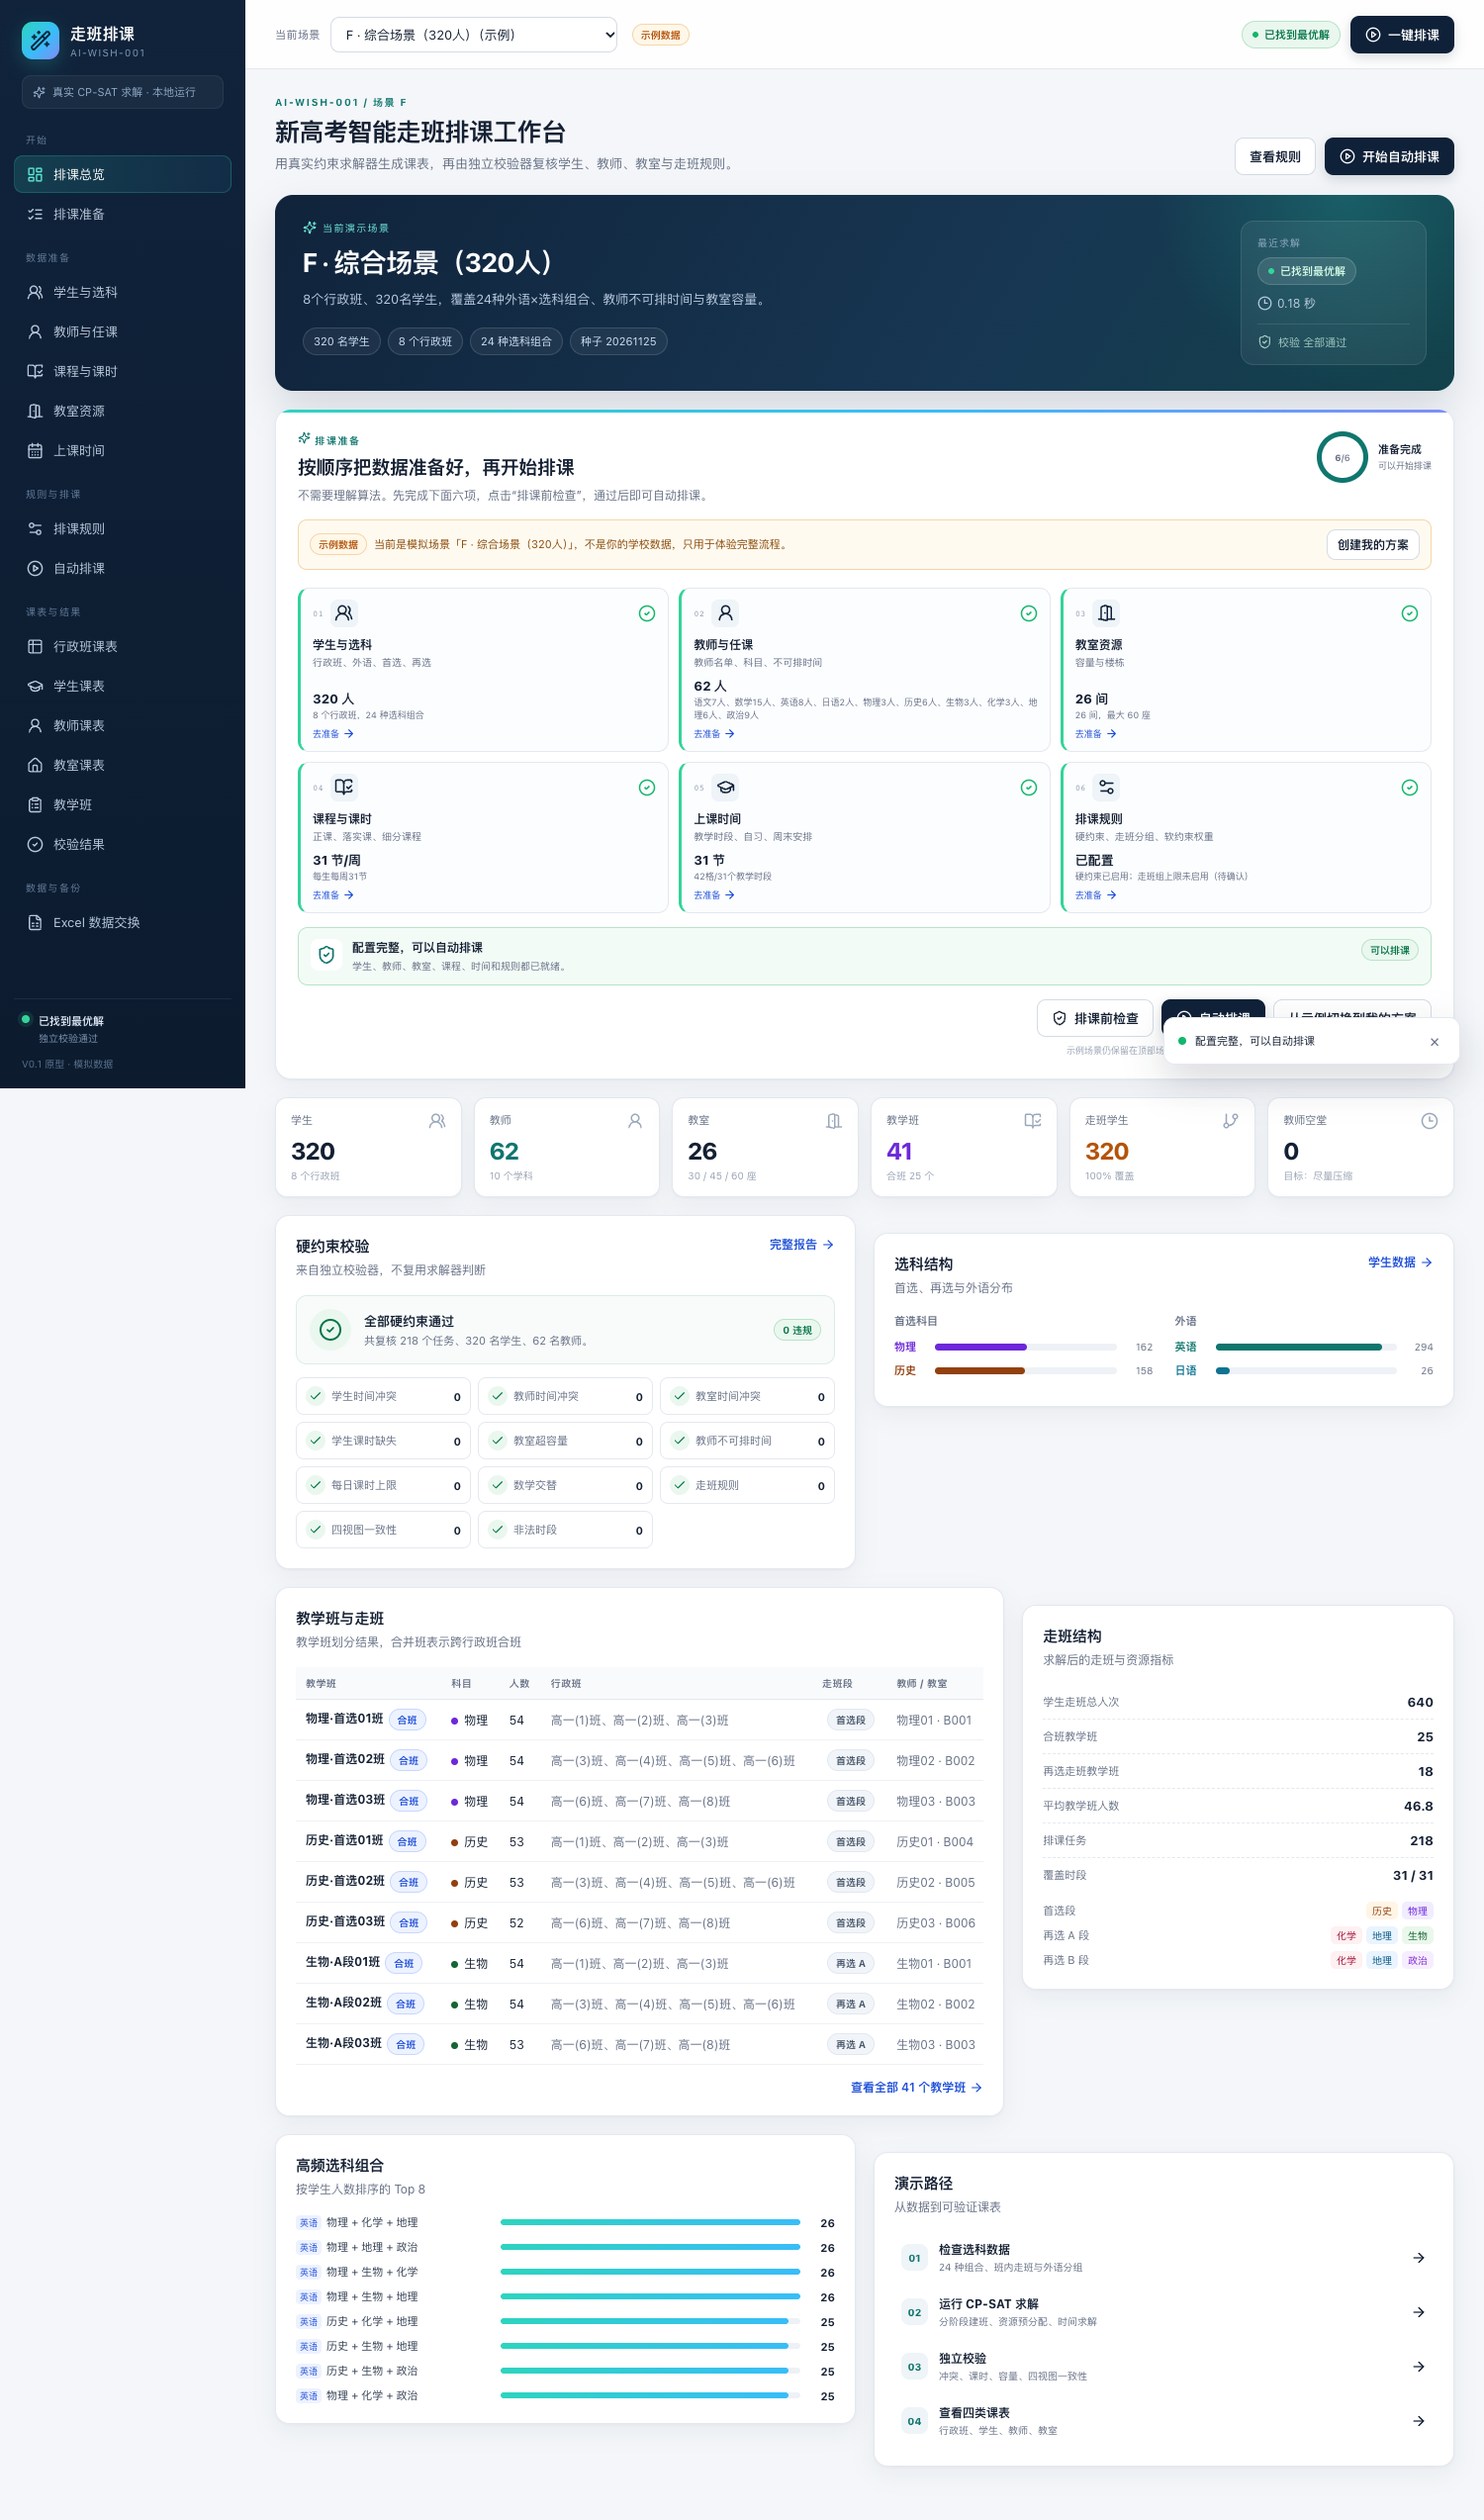 走班排课
AI-WISH-001
真实 CP-SAT 求解 · 本地运行
开始
排课总览
排课准备
数据准备
学生与选科
教师与任课
课程与课时
教室资源
上课时间
规则与排课
排课规则
自动排课
课表与结果
行政班课表
学生课表
教师课表
教室课表
教学班
校验结果
数据与备份
Excel 数据交换
已找到最优解
独立校验通过
V0.1 原型 · 模拟数据
当前场景
F · 综合场景（320人）(示例)
示例数据
已找到最优解
一键排课
AI-WISH-001 / 场景 F
新高考智能走班排课工作台
用真实约束求解器生成课表，再由独立校验器复核学生、教师、教室与走班规则。
查看规则
开始自动排课
当前演示场景
F · 综合场景（320人）
8个行政班、320名学生，覆盖24种外语×选科组合、教师不可排时间与教室容量。
320 名学生
8 个行政班
24 种选科组合
种子 20261125
最近求解
已找到最优解
0.18 秒
校验 全部通过
排课准备
按顺序把数据准备好，再开始排课
不需要理解算法。先完成下面六项，点击“排课前检查”，通过后即可自动排课。
6/6
准备完成
可以开始排课
示例数据
当前是模拟场景「F · 综合场景（320人）」，不是你的学校数据，只用于体验完整流程。
创建我的方案
01
学生与选科
行政班、外语、首选、再选
320 人
8 个行政班，24 种选科组合
去准备
02
教师与任课
教师名单、科目、不可排时间
62 人
语文7人、数学15人、英语8人、日语2人、物理3人、历史6人、生物3人、化学3人、地
理6人、政治9人
去准备
03
教室资源
容量与楼栋
26 间
26 间，最大 60 座
去准备
04
课程与课时
正课、落实课、细分课程
31 节/周
每生每周31节
去准备
05
上课时间
教学时段、自习、周末安排
31 节
42格/31个教学时段
去准备
06
排课规则
硬约束、走班分组、软约束权重
已配置
硬约束已启用；走班组上限未启用（待确认）
去准备
配置完整，可以自动排课
学生、教师、教室、课程、时间和规则都已就绪。
可以排课
排课前检查
示例场景仍保留在顶部场
配置完整，可以自动排课
学生
320
8 个行政班
教师
62
10 个学科
教室
26
30 / 45 / 60 座
教学班
41
合班 25 个
走班学生
320
100% 覆盖
教师空堂
0
目标：尽量压缩
硬约束校验
来自独立校验器，不复用求解器判断
完整报告
全部硬约束通过
共复核 218 个任务、320 名学生、62 名教师。
0 违规
学生时间冲突 0
教师时间冲突 0
教室时间冲突 0
学生课时缺失 0
教室超容量 0
教师不可排时间 0
每日课时上限 0
数学交替 0
走班规则 0
四视图一致性 0
非法时段 0
选科结构
首选、再选与外语分布
学生数据
首选科目
物理 162
历史 158
外语
英语 294
日语 26
教学班与走班
教学班划分结果，合并班表示跨行政班合班
教学班 科目 人数 行政班 走班段 教师 / 教室
物理·首选01班 合班 物理 54 高一(1)班、高一(2)班、高一(3)班 首选段 物理01 · B001
物理·首选02班 合班 物理 54 高一(3)班、高一(4)班、高一(5)班、高一(6)班 首选段 物理02 · B002
物理·首选03班 合班 物理 54 高一(6)班、高一(7)班、高一(8)班 首选段 物理03 · B003
历史·首选01班 合班 历史 53 高一(1)班、高一(2)班、高一(3)班 首选段 历史01 · B004
历史·首选02班 合班 历史 53 高一(3)班、高一(4)班、高一(5)班、高一(6)班 首选段 历史02 · B005
历史·首选03班 合班 历史 52 高一(6)班、高一(7)班、高一(8)班 首选段 历史03 · B006
生物·A段01班 合班 生物 54 高一(1)班、高一(2)班、高一(3)班 再选 A 生物01 · B001
生物·A段02班 合班 生物 54 高一(3)班、高一(4)班、高一(5)班、高一(6)班 再选 A 生物02 · B002
生物·A段03班 合班 生物 53 高一(6)班、高一(7)班、高一(8)班 再选 A 生物03 · B003
查看全部 41 个教学班
走班结构
求解后的走班与资源指标
学生走班总人次 640
合班教学班 25
再选走班教学班 18
平均教学班人数 46.8
排课任务 218
覆盖时段 31 / 31
首选段 历史 物理
再选 A 段 化学 地理 生物
再选 B 段 化学 地理 政治
高频选科组合
按学生人数排序的 Top 8
英语 物理 + 化学 + 地理 26
英语 物理 + 地理 + 政治 26
英语 物理 + 生物 + 化学 26
英语 物理 + 生物 + 地理 26
英语 历史 + 化学 + 地理 25
英语 历史 + 生物 + 地理 25
英语 历史 + 生物 + 政治 25
英语 物理 + 化学 + 政治 25
演示路径
从数据到可验证课表
01
检查选科数据
24 种组合、班内走班与外语分组
02
运行 CP-SAT 求解
分阶段建班、资源预分配、时间求解
03
独立校验
冲突、课时、容量、四视图一致性
04
查看四类课表
行政班、学生、教师、教室